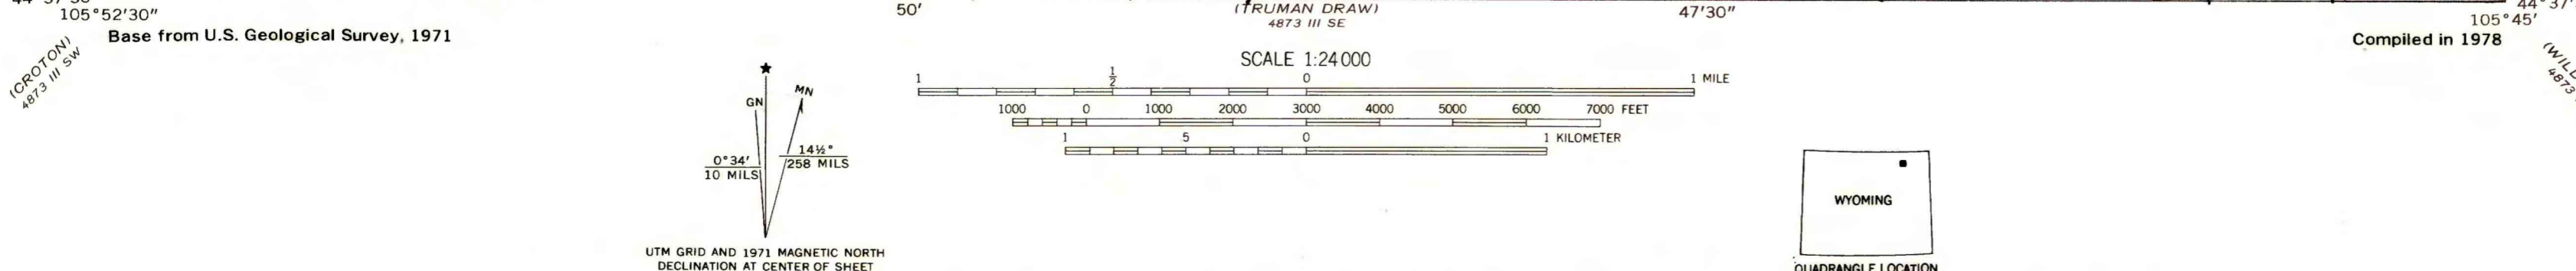 105°52'30"
50'
(TRUMAN DRAW)
4873 III SE
47'30"
44°37'
105°45'
(CROTON)
4873 III SW
Base from U.S. Geological Survey, 1971
Compiled in 1978
SCALE 1:24 000
1 1/2 0 1 MILE
1000 0 1000 2000 3000 4000 5000 6000 7000 FEET
1 5 0 1 KILOMETER
★
GN
MN
0°34'
10 MILS
14½°
258 MILS
UTM GRID AND 1971 MAGNETIC NORTH
DECLINATION AT CENTER OF SHEET
WYOMING
QUADRANGLE LOCATION